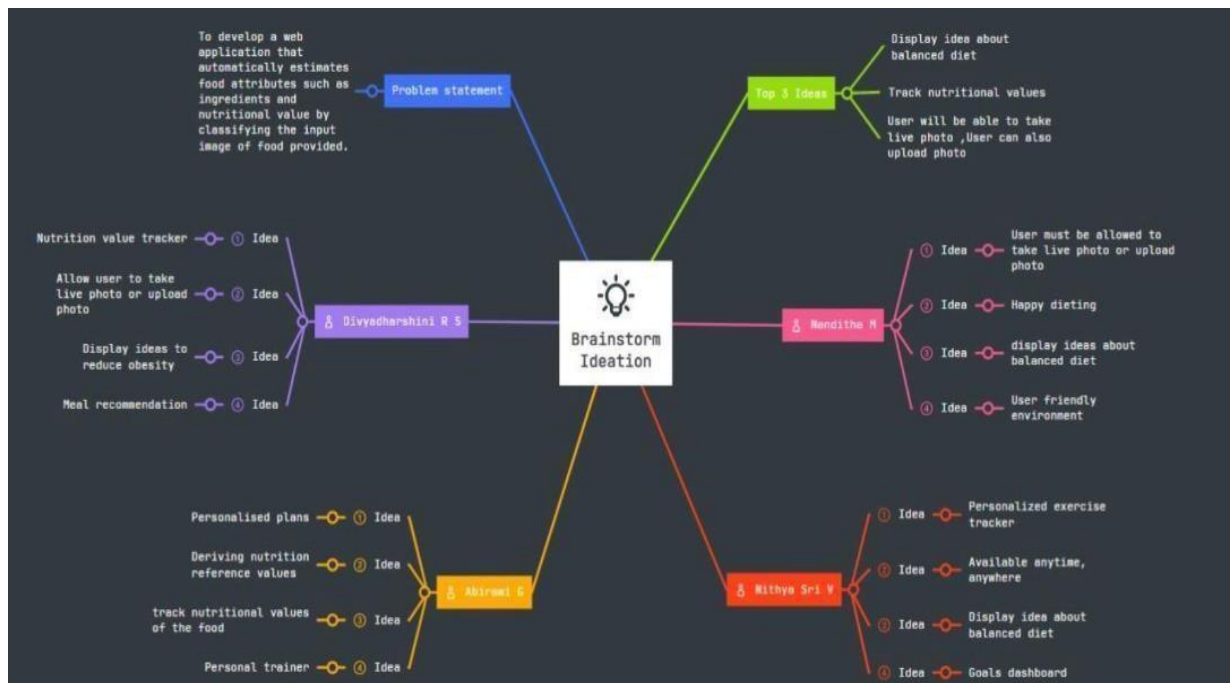 To develop a web
application that
automatically estimates
food attributes such as
ingredients and
nutritional value by
classifying the input
image of food provided.
Problem statement
Top 3 Ideas
Display idea about
balanced diet
Track nutritional values
User will be able to take
live photo ,User can also
upload photo
Brainstorm
Ideation
Divyadharshini R S
Nutrition value tracker
1 Idea
Allow user to take
live photo or upload
photo
2 Idea
Display ideas to
reduce obesity
3 Idea
Meal recommendation
4 Idea
Nenditha M
1 Idea
User must be allowed to
take live photo or upload
photo
2 Idea
Happy dieting
3 Idea
display ideas about
balanced diet
4 Idea
User friendly
environment
Abirami G
Personalised plans
1 Idea
Deriving nutrition
reference values
2 Idea
track nutritional values
of the food
3 Idea
Personal trainer
4 Idea
Nithya Sri V
1 Idea
Personalized exercise
tracker
2 Idea
Available anytime,
anywhere
3 Idea
Display idea about
balanced diet
4 Idea
Goals dashboard